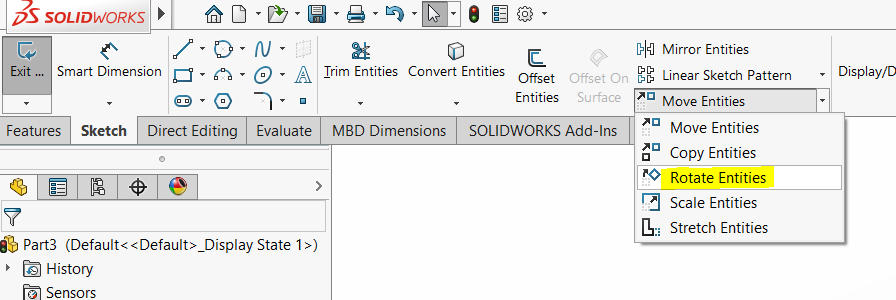 SOLIDWORKS
Exit ...
Smart Dimension
Trim Entities
Convert Entities
Offset Entities
Offset On Surface
Mirror Entities
Linear Sketch Pattern
Move Entities
Display/D
Features
Sketch
Direct Editing
Evaluate
MBD Dimensions
SOLIDWORKS Add-Ins
Move Entities
Copy Entities
Rotate Entities
Scale Entities
Stretch Entities
Part3 (Default<<Default>_Display State 1>)
History
Sensors